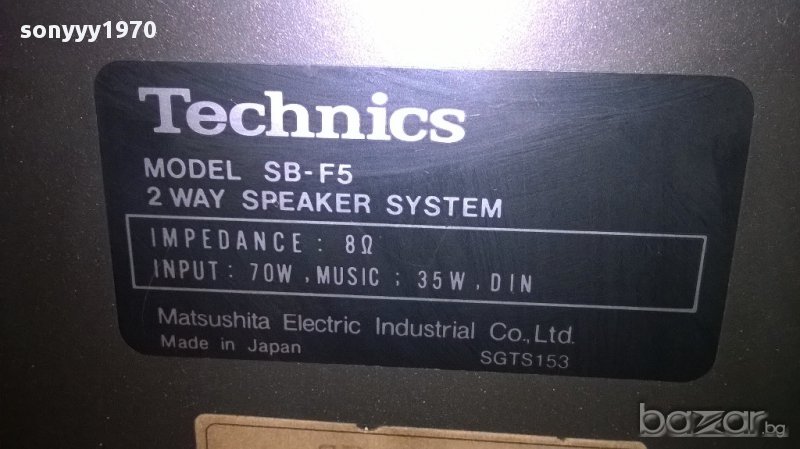 sonyyy1970
Technics
MODEL SB-F5
2 WAY SPEAKER SYSTEM
IMPEDANCE : 8Ω
INPUT : 70W , MUSIC ; 35W , DIN
Matsushita Electric Industrial Co., Ltd.
Made in Japan
SGTS153
bazar.bg